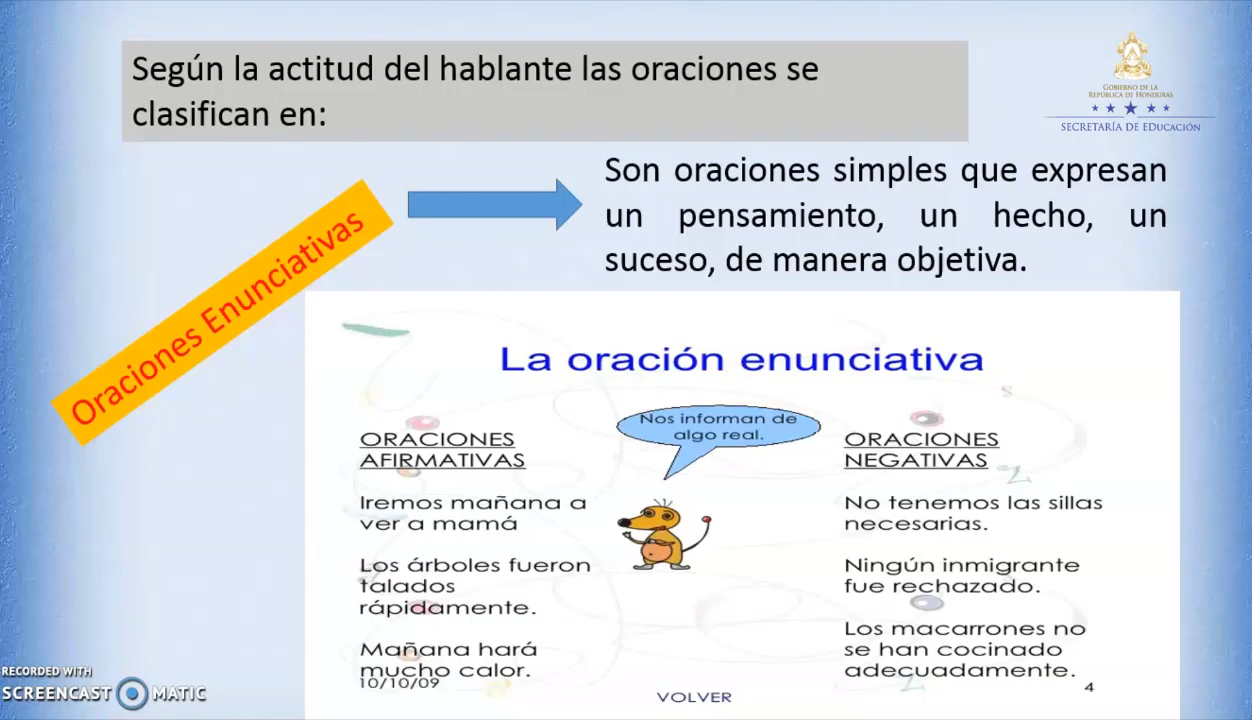 Según la actitud del hablante las oraciones se
clasifican en:
GOBIERNO DE LA
REPÚBLICA DE HONDURAS
SECRETARÍA DE EDUCACIÓN
Son oraciones simples que expresan
un pensamiento, un hecho, un
suceso, de manera objetiva.
Oraciones Enunciativas
La oración enunciativa
Nos informan de
algo real.
ORACIONES
AFIRMATIVAS
Iremos mañana a
ver a mamá
Los árboles fueron
talados
rápidamente.
Mañana hará
mucho calor.
ORACIONES
NEGATIVAS
No tenemos las sillas
necesarias.
Ningún inmigrante
fue rechazado.
Los macarrones no
se han cocinado
adecuadamente.
10/10/09
VOLVER
4
RECORDED WITH
SCREENCAST MATIC